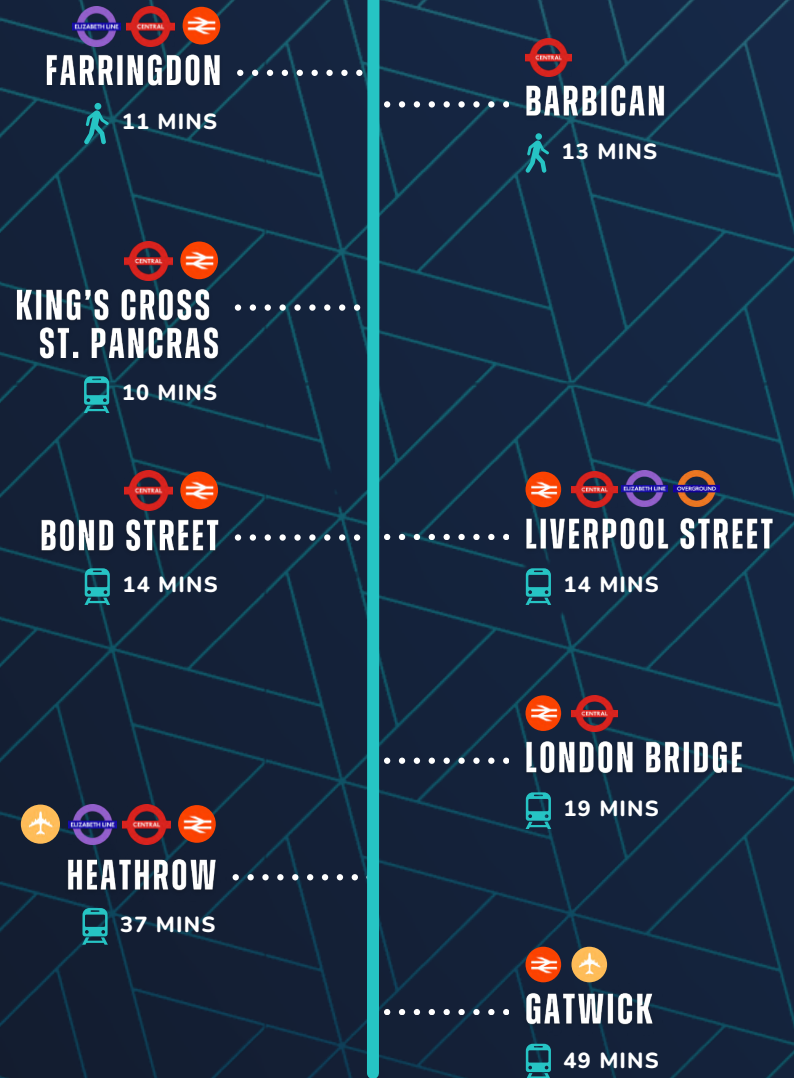 ELIZABETH LINE
CENTRAL
FARRINGDON
11 MINS
CENTRAL
BARBICAN
13 MINS
CENTRAL
KING'S CROSS
ST. PANCRAS
10 MINS
CENTRAL
BOND STREET
14 MINS
CENTRAL
ELIZABETH LINE
OVERGROUND
LIVERPOOL STREET
14 MINS
CENTRAL
LONDON BRIDGE
19 MINS
ELIZABETH LINE
CENTRAL
HEATHROW
37 MINS
GATWICK
49 MINS